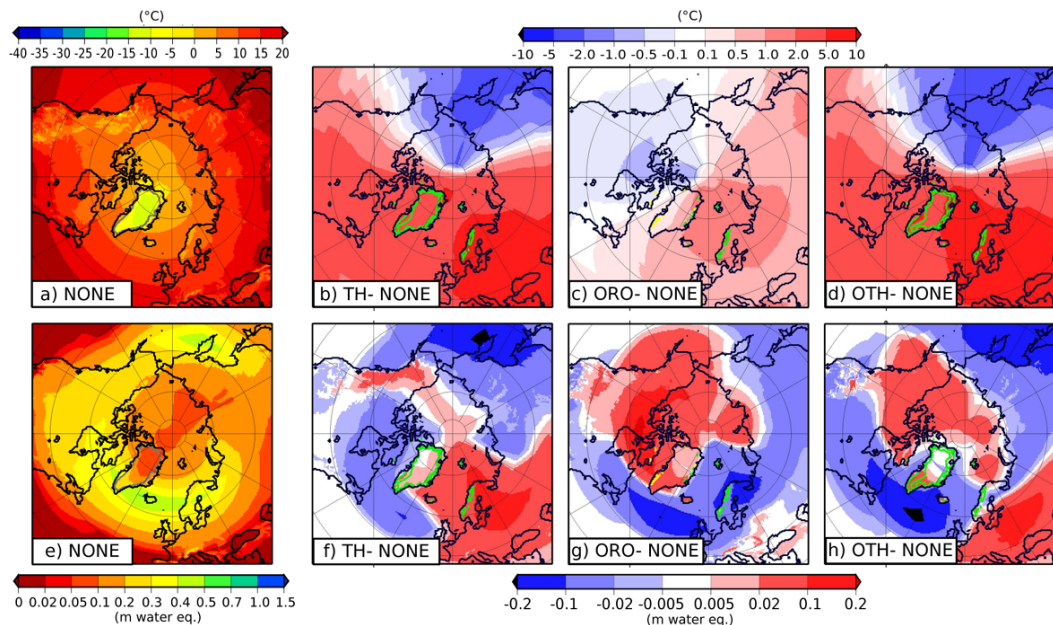 (°C)
-40 -35 -30 -25 -20 -15 -10 -5 0 5 10 15 20
(°C)
-10 -5 -2.0 -1.0 -0.5 -0.1 0.1 0.5 1.0 2.0 5.0 10
a) NONE
b) TH- NONE
c) ORO- NONE
d) OTH- NONE
e) NONE
f) TH- NONE
g) ORO- NONE
h) OTH- NONE
0 0.02 0.05 0.1 0.2 0.3 0.4 0.5 0.7 1.0 1.5
(m water eq.)
-0.2 -0.1 -0.02 -0.005 0.005 0.02 0.1 0.2
(m water eq.)